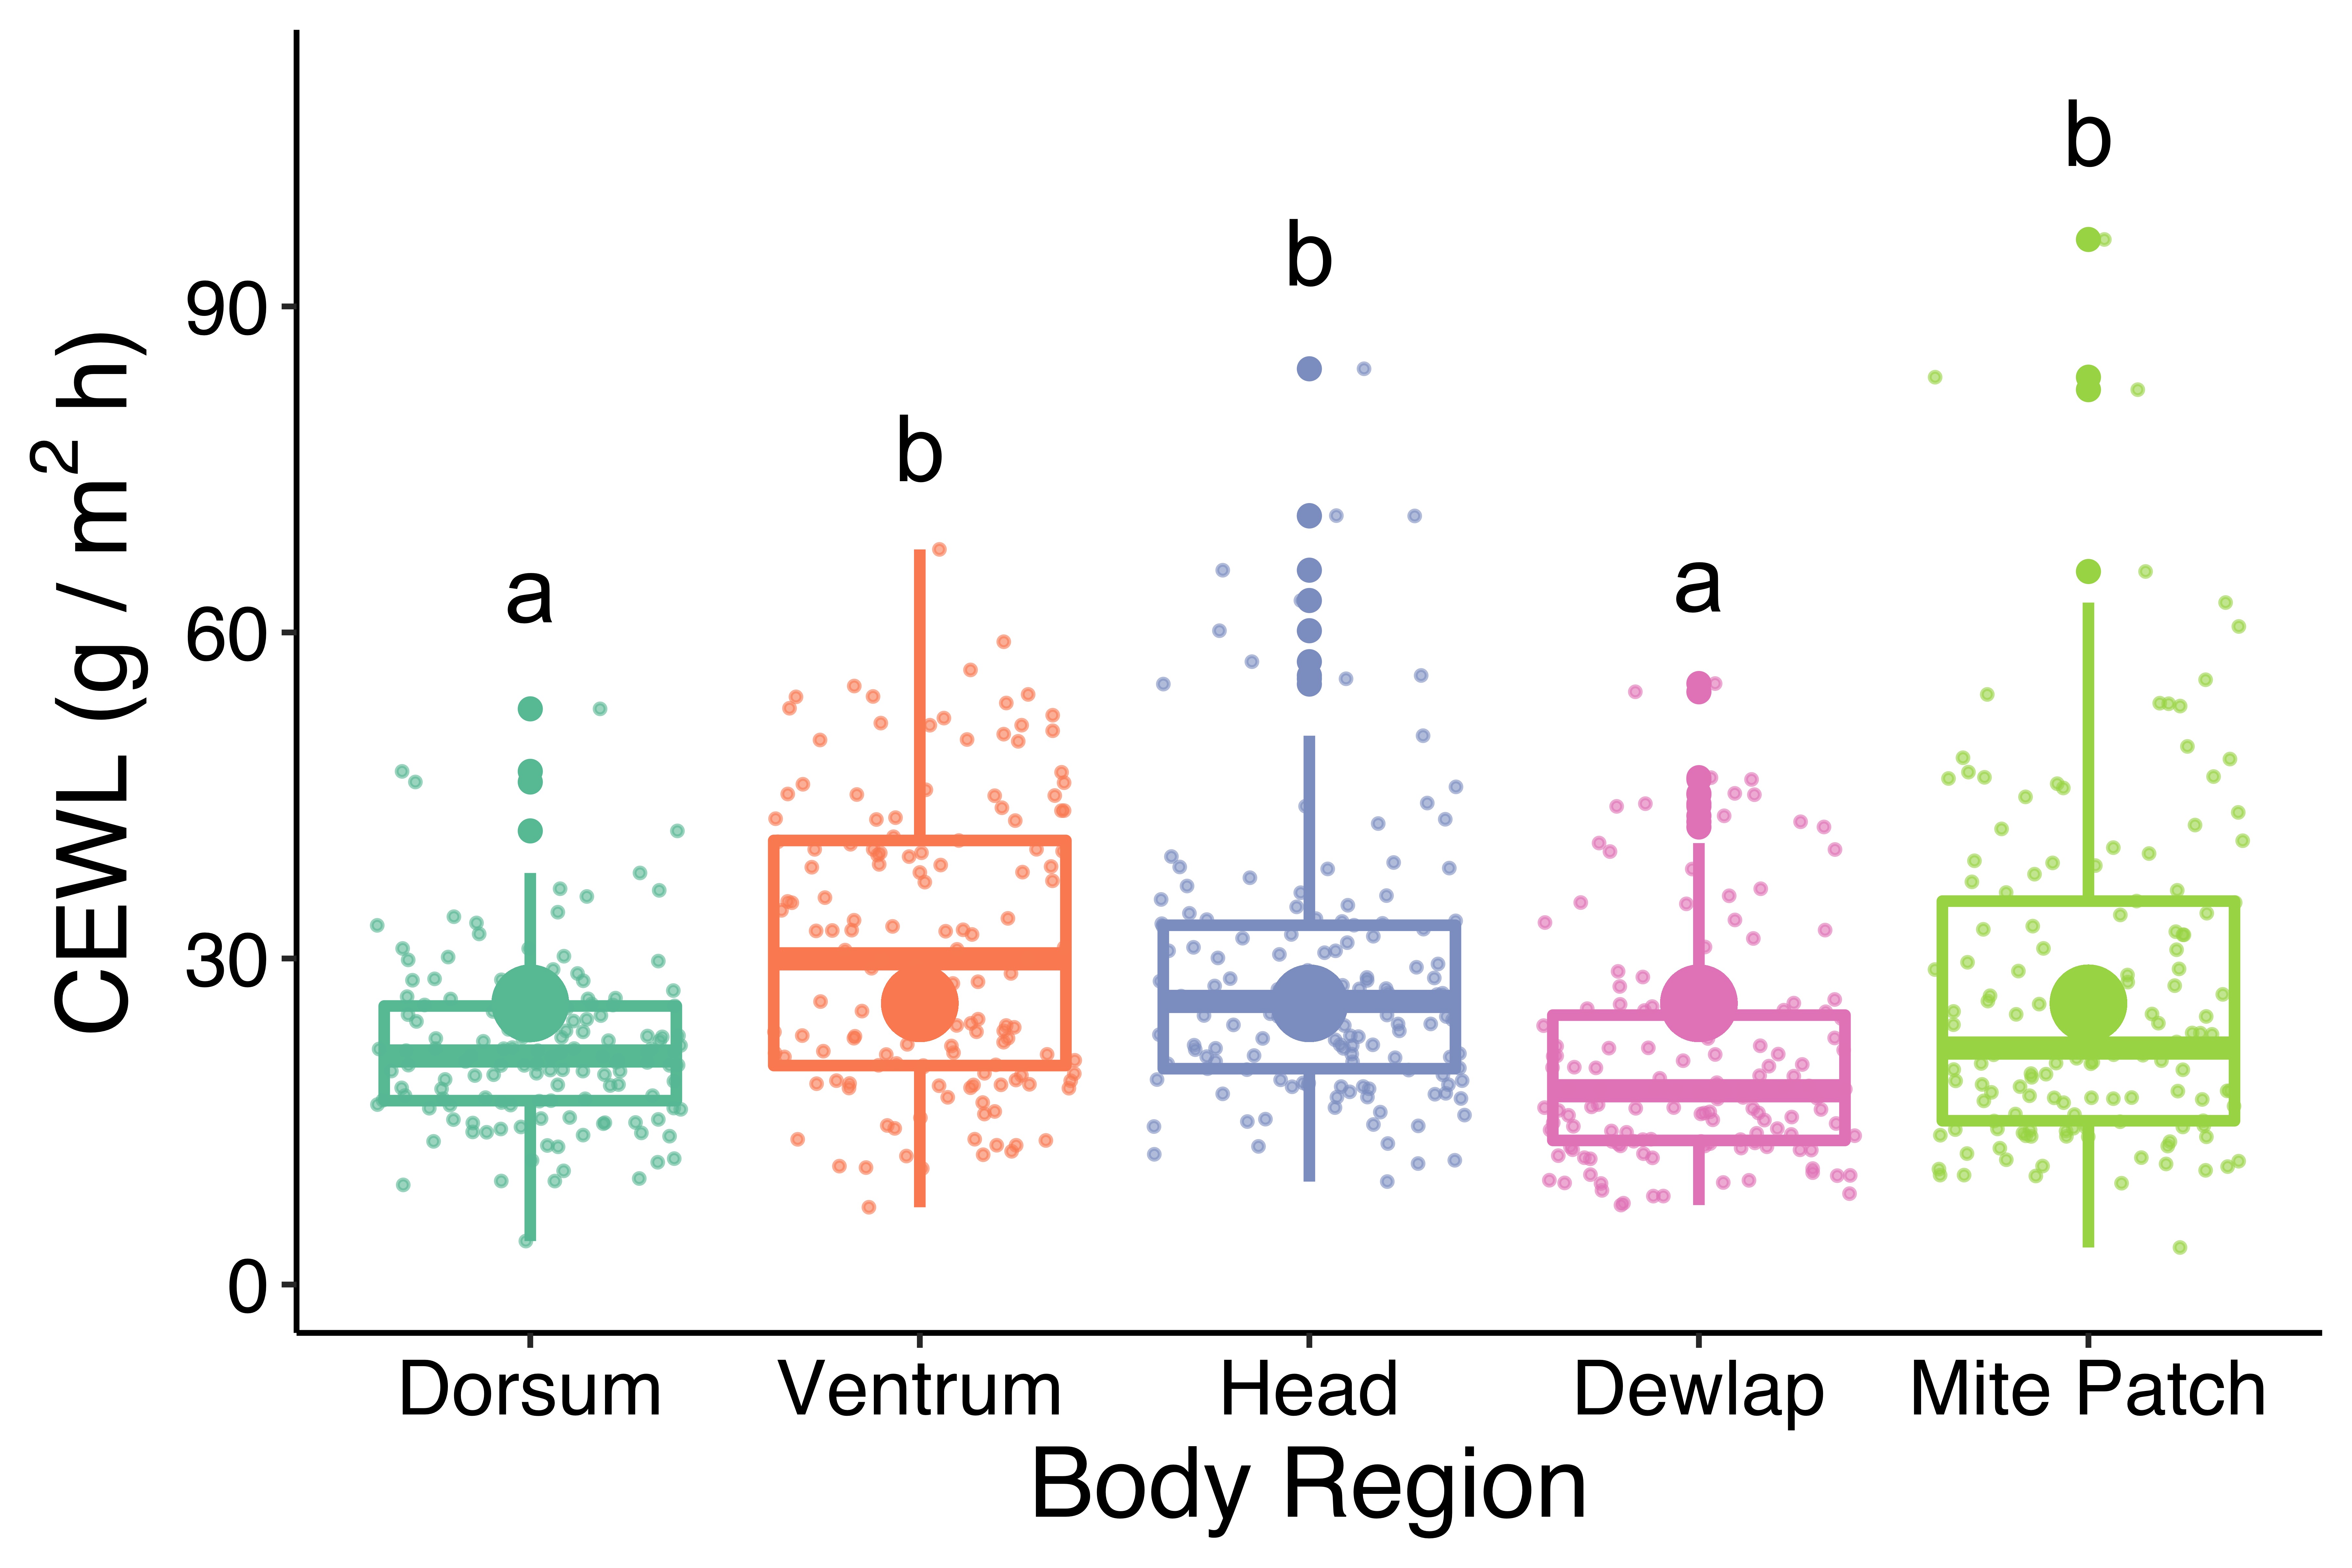 CEWL (g / m² h)
90
60
30
0
a
b
b
a
b
Dorsum
Ventrum
Head
Dewlap
Mite Patch
Body Region